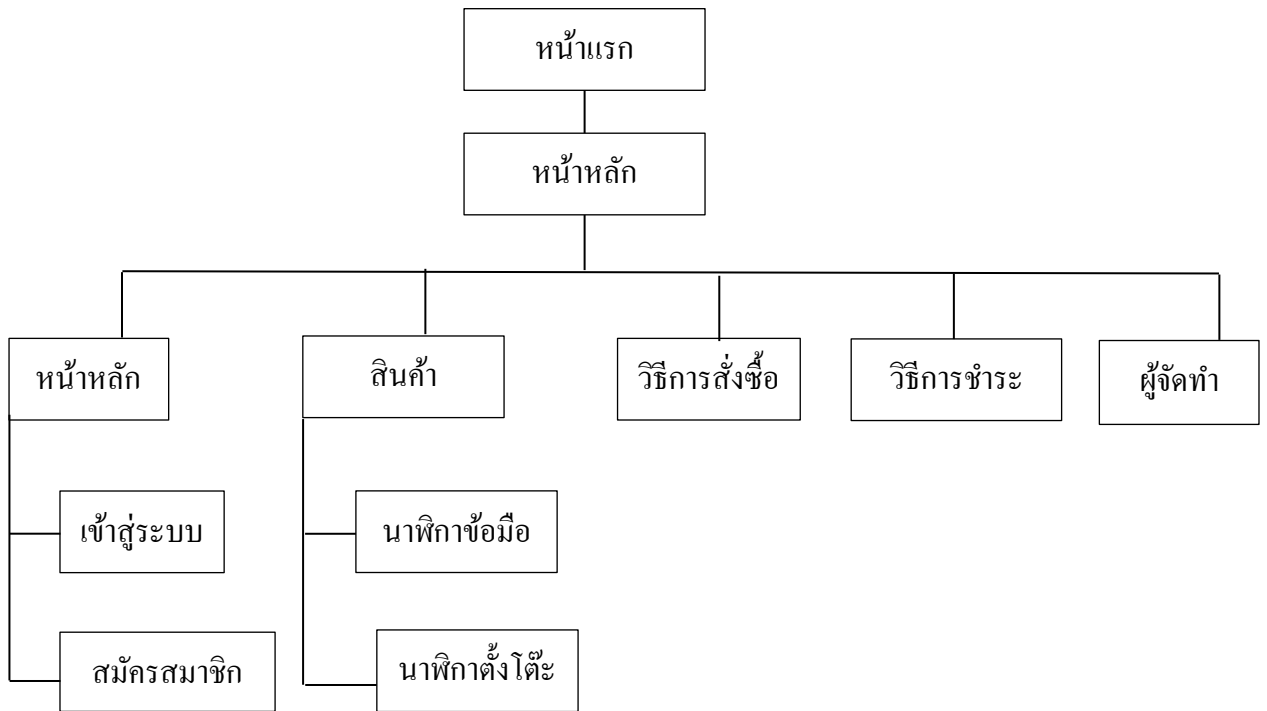 หน้าแรก
หน้าหลัก
หน้าหลัก
สินค้า
วิธีการสั่งซื้อ
วิธีการชำระ
ผู้จัดทำ
เข้าสู่ระบบ
นาฬิกาข้อมือ
สมัครสมาชิก
นาฬิกาตั้งโต๊ะ